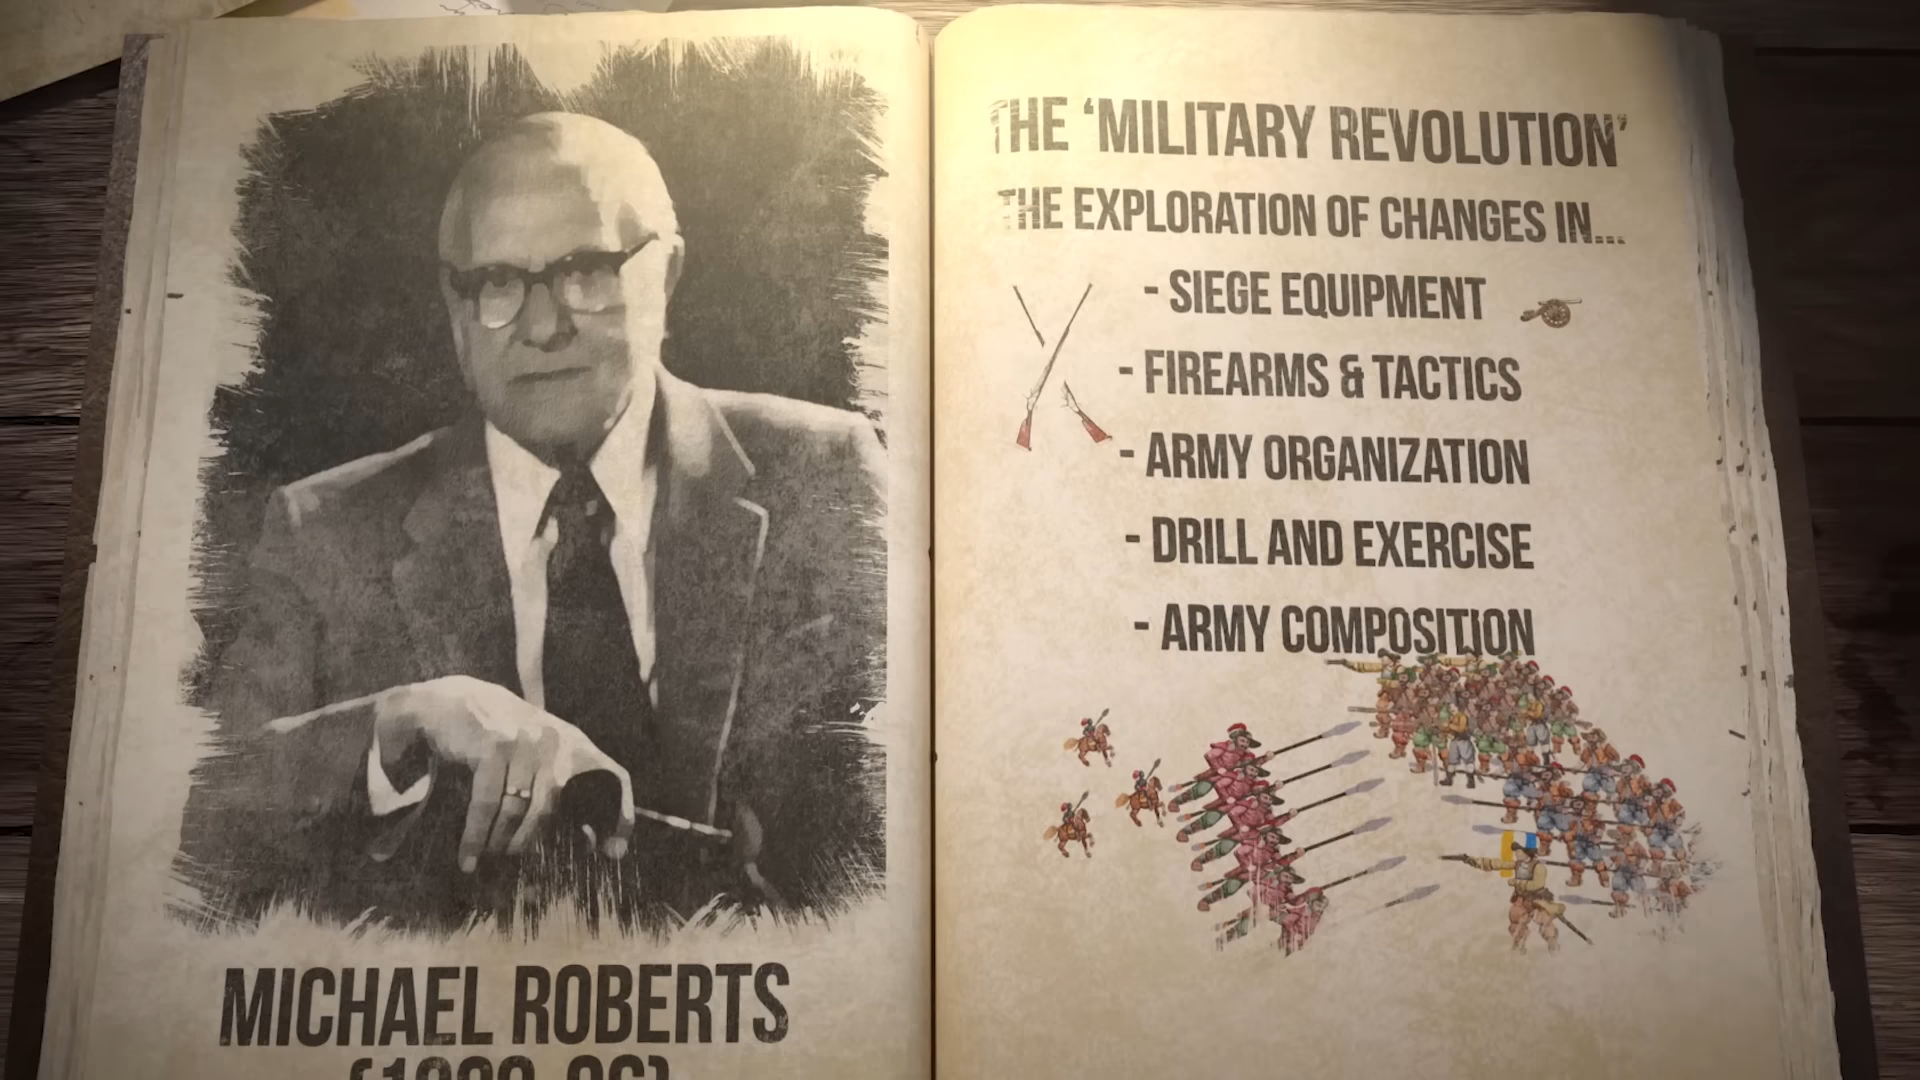 MICHAEL ROBERTS
THE ‘MILITARY REVOLUTION’
THE EXPLORATION OF CHANGES IN...
- SIEGE EQUIPMENT
- FIREARMS & TACTICS
- ARMY ORGANIZATION
- DRILL AND EXERCISE
- ARMY COMPOSITION